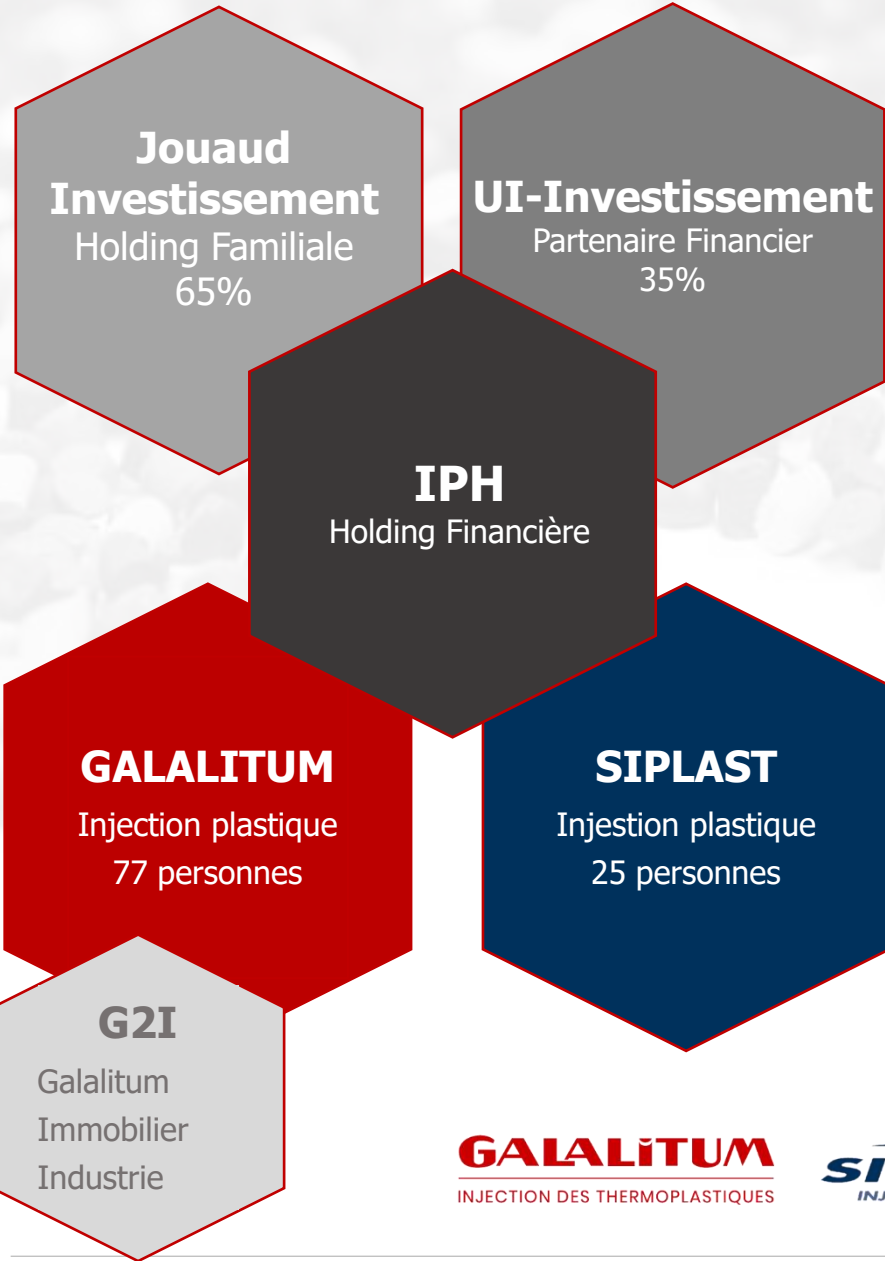 Jouaud
Investissement
Holding Familiale
65%
UI-Investissement
Partenaire Financier
35%
IPH
Holding Financière
GALALITUM
Injection plastique
77 personnes
SIPLAST
Injestion plastique
25 personnes
G2I
Galalitum
Immobilier
Industrie
GALALiTUM
INJECTION DES THERMOPLASTIQUES